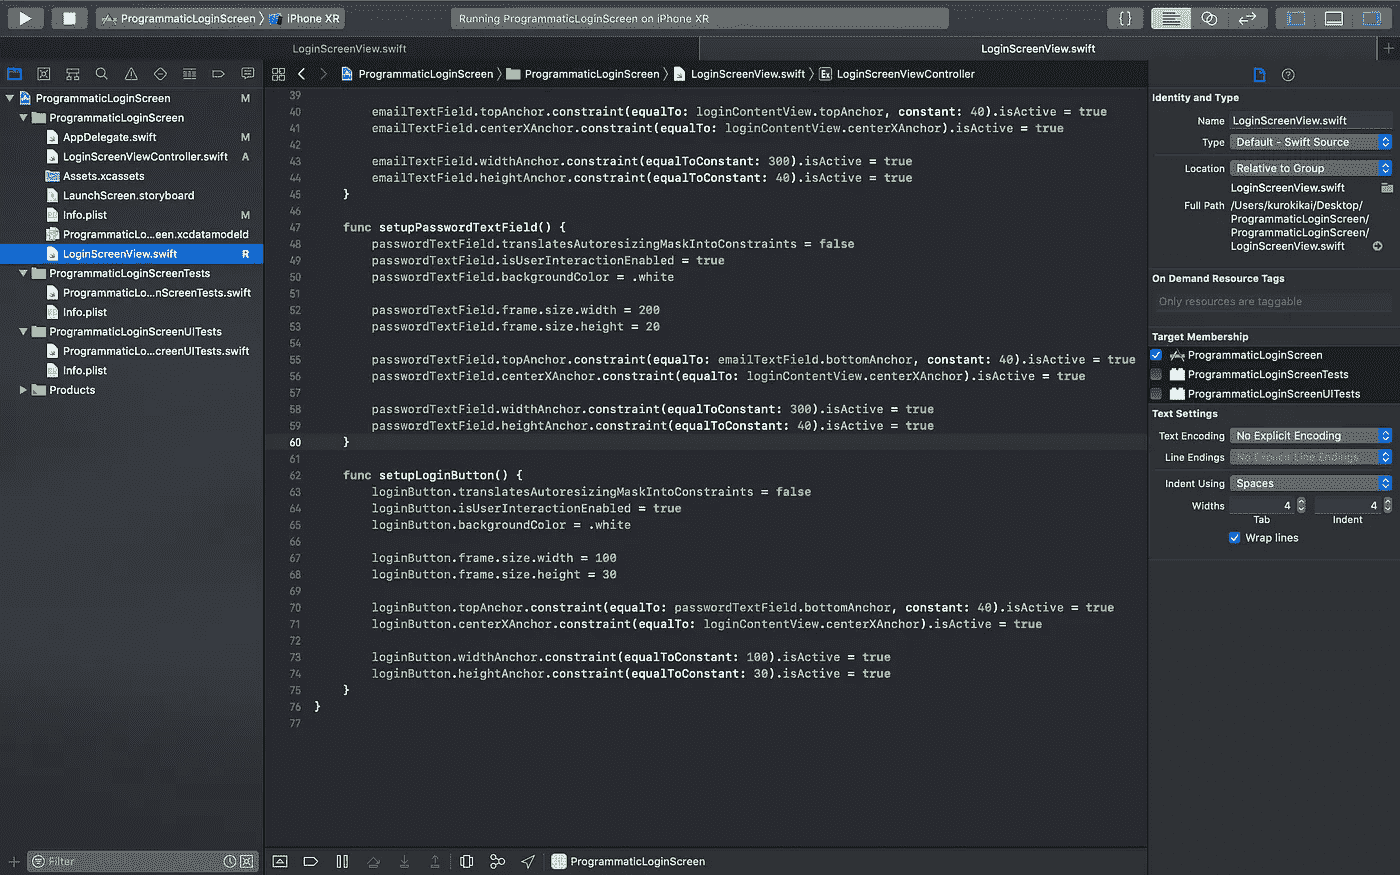 ProgrammaticLoginScreen
iPhone XR
Running ProgrammaticLoginScreen on iPhone XR
{}
LoginScreenView.swift
LoginScreenView.swift
ProgrammaticLoginScreen
ProgrammaticLoginScreen
LoginScreenView.swift
Ex LoginScreenViewController
ProgrammaticLoginScreen M
ProgrammaticLoginScreen
AppDelegate.swift M
LoginScreenViewController.swift A
Assets.xcassets
LaunchScreen.storyboard
Info.plist M
ProgrammaticLo...een.xcdatamodeld
LoginScreenView.swift R
ProgrammaticLoginScreenTests
ProgrammaticLo...nScreenTests.swift
Info.plist
ProgrammaticLoginScreenUITests
ProgrammaticLo...creenUITests.swift
Info.plist
Products
Filter
39
40 emailTextField.topAnchor.constraint(equalTo: loginContentView.topAnchor, constant: 40).isActive = true
41 emailTextField.centerXAnchor.constraint(equalTo: loginContentView.centerXAnchor).isActive = true
42
43 emailTextField.widthAnchor.constraint(equalToConstant: 300).isActive = true
44 emailTextField.heightAnchor.constraint(equalToConstant: 40).isActive = true
45 }
46
47 func setupPasswordTextField() {
48 passwordTextField.translatesAutoresizingMaskIntoConstraints = false
49 passwordTextField.isUserInteractionEnabled = true
50 passwordTextField.backgroundColor = .white
51
52 passwordTextField.frame.size.width = 200
53 passwordTextField.frame.size.height = 20
54
55 passwordTextField.topAnchor.constraint(equalTo: emailTextField.bottomAnchor, constant: 40).isActive = true
56 passwordTextField.centerXAnchor.constraint(equalTo: loginContentView.centerXAnchor).isActive = true
57
58 passwordTextField.widthAnchor.constraint(equalToConstant: 300).isActive = true
59 passwordTextField.heightAnchor.constraint(equalToConstant: 40).isActive = true
60 }
61
62 func setupLoginButton() {
63 loginButton.translatesAutoresizingMaskIntoConstraints = false
64 loginButton.isUserInteractionEnabled = true
65 loginButton.backgroundColor = .white
66
67 loginButton.frame.size.width = 100
68 loginButton.frame.size.height = 30
69
70 loginButton.topAnchor.constraint(equalTo: passwordTextField.bottomAnchor, constant: 40).isActive = true
71 loginButton.centerXAnchor.constraint(equalTo: loginContentView.centerXAnchor).isActive = true
72
73 loginButton.widthAnchor.constraint(equalToConstant: 100).isActive = true
74 loginButton.heightAnchor.constraint(equalToConstant: 30).isActive = true
75 }
76 }
77
ProgrammaticLoginScreen
Identity and Type
Name LoginScreenView.swift
Type Default - Swift Source
Location Relative to Group
LoginScreenView.swift
Full Path /Users/kurokikai/Desktop/
ProgrammaticLoginScreen/
ProgrammaticLoginScreen/
LoginScreenView.swift
On Demand Resource Tags
Only resources are taggable
Target Membership
ProgrammaticLoginScreen
ProgrammaticLoginScreenTests
ProgrammaticLoginScreenUITests
Text Settings
Text Encoding No Explicit Encoding
Line Endings No Explicit Line Endings
Indent Using Spaces
Widths 4 4
Tab Indent
Wrap lines